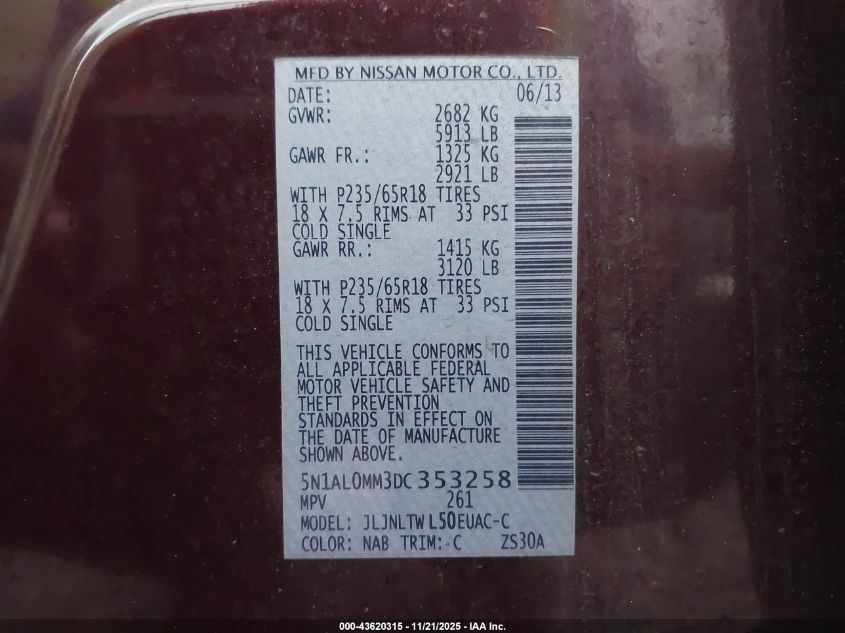 MFD BY NISSAN MOTOR CO., LTD.
DATE: 06/13
GVWR: 2682 KG
5913 LB
GAWR FR.: 1325 KG
2921 LB
WITH P235/65R18 TIRES
18 X 7.5 RIMS AT 33 PSI
COLD SINGLE
GAWR RR.: 1415 KG
3120 LB
WITH P235/65R18 TIRES
18 X 7.5 RIMS AT 33 PSI
COLD SINGLE
THIS VEHICLE CONFORMS TO
ALL APPLICABLE FEDERAL
MOTOR VEHICLE SAFETY AND
THEFT PREVENTION
STANDARDS IN EFFECT ON
THE DATE OF MANUFACTURE
SHOWN ABOVE.
5N1AL0MM3DC353258
MPV 261
MODEL: JLJNLTWL50EUAC-C
COLOR: NAB TRIM: C ZS30A
000-43620315 - 11/21/2025 - IAA Inc.